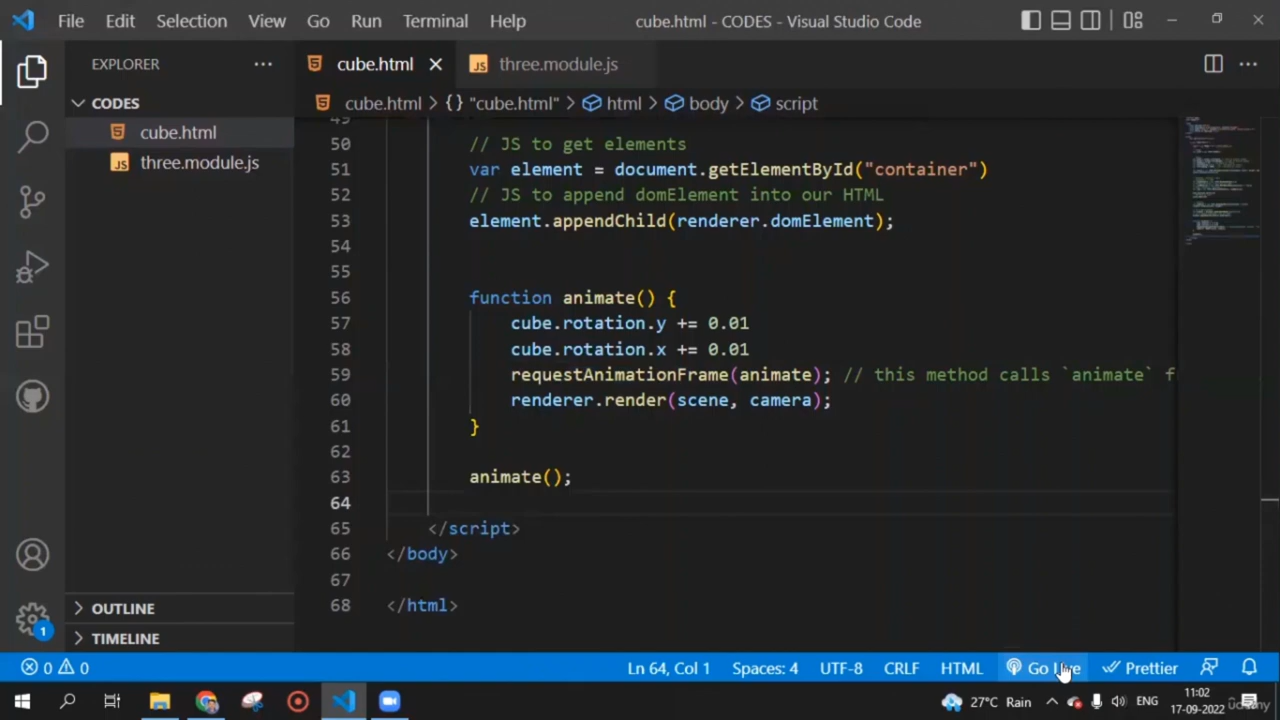 File Edit Selection View Go Run Terminal Help cube.html - CODES - Visual Studio Code
EXPLORER
CODES
cube.html
JS three.module.js
cube.html
JS three.module.js
cube.html > {} "cube.html" > html > body > script
49
50 // JS to get elements
51 var element = document.getElementById("container")
52 // JS to append domElement into our HTML
53 element.appendChild(renderer.domElement);
54
55
56 function animate() {
57 cube.rotation.y += 0.01
58 cube.rotation.x += 0.01
59 requestAnimationFrame(animate); // this method calls `animate` f
60 renderer.render(scene, camera);
61 }
62
63 animate();
64
65 </script>
66 </body>
67
68 </html>
OUTLINE
TIMELINE
1
0 0 Ln 64, Col 1 Spaces: 4 UTF-8 CRLF HTML Go Live Prettier
27°C Rain ENG 11:02
17-09-2022
udemy